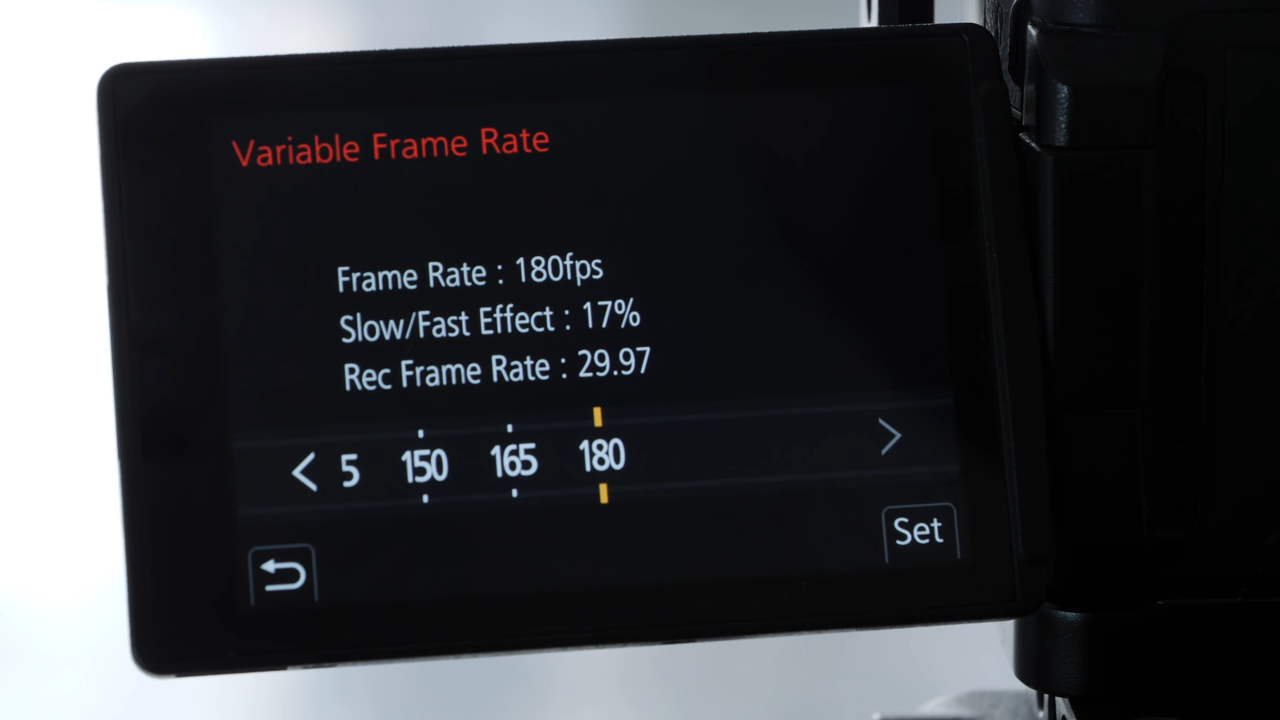 Variable Frame Rate
Frame Rate : 180fps
Slow/Fast Effect : 17%
Rec Frame Rate : 29.97
5 150 165 180
Set